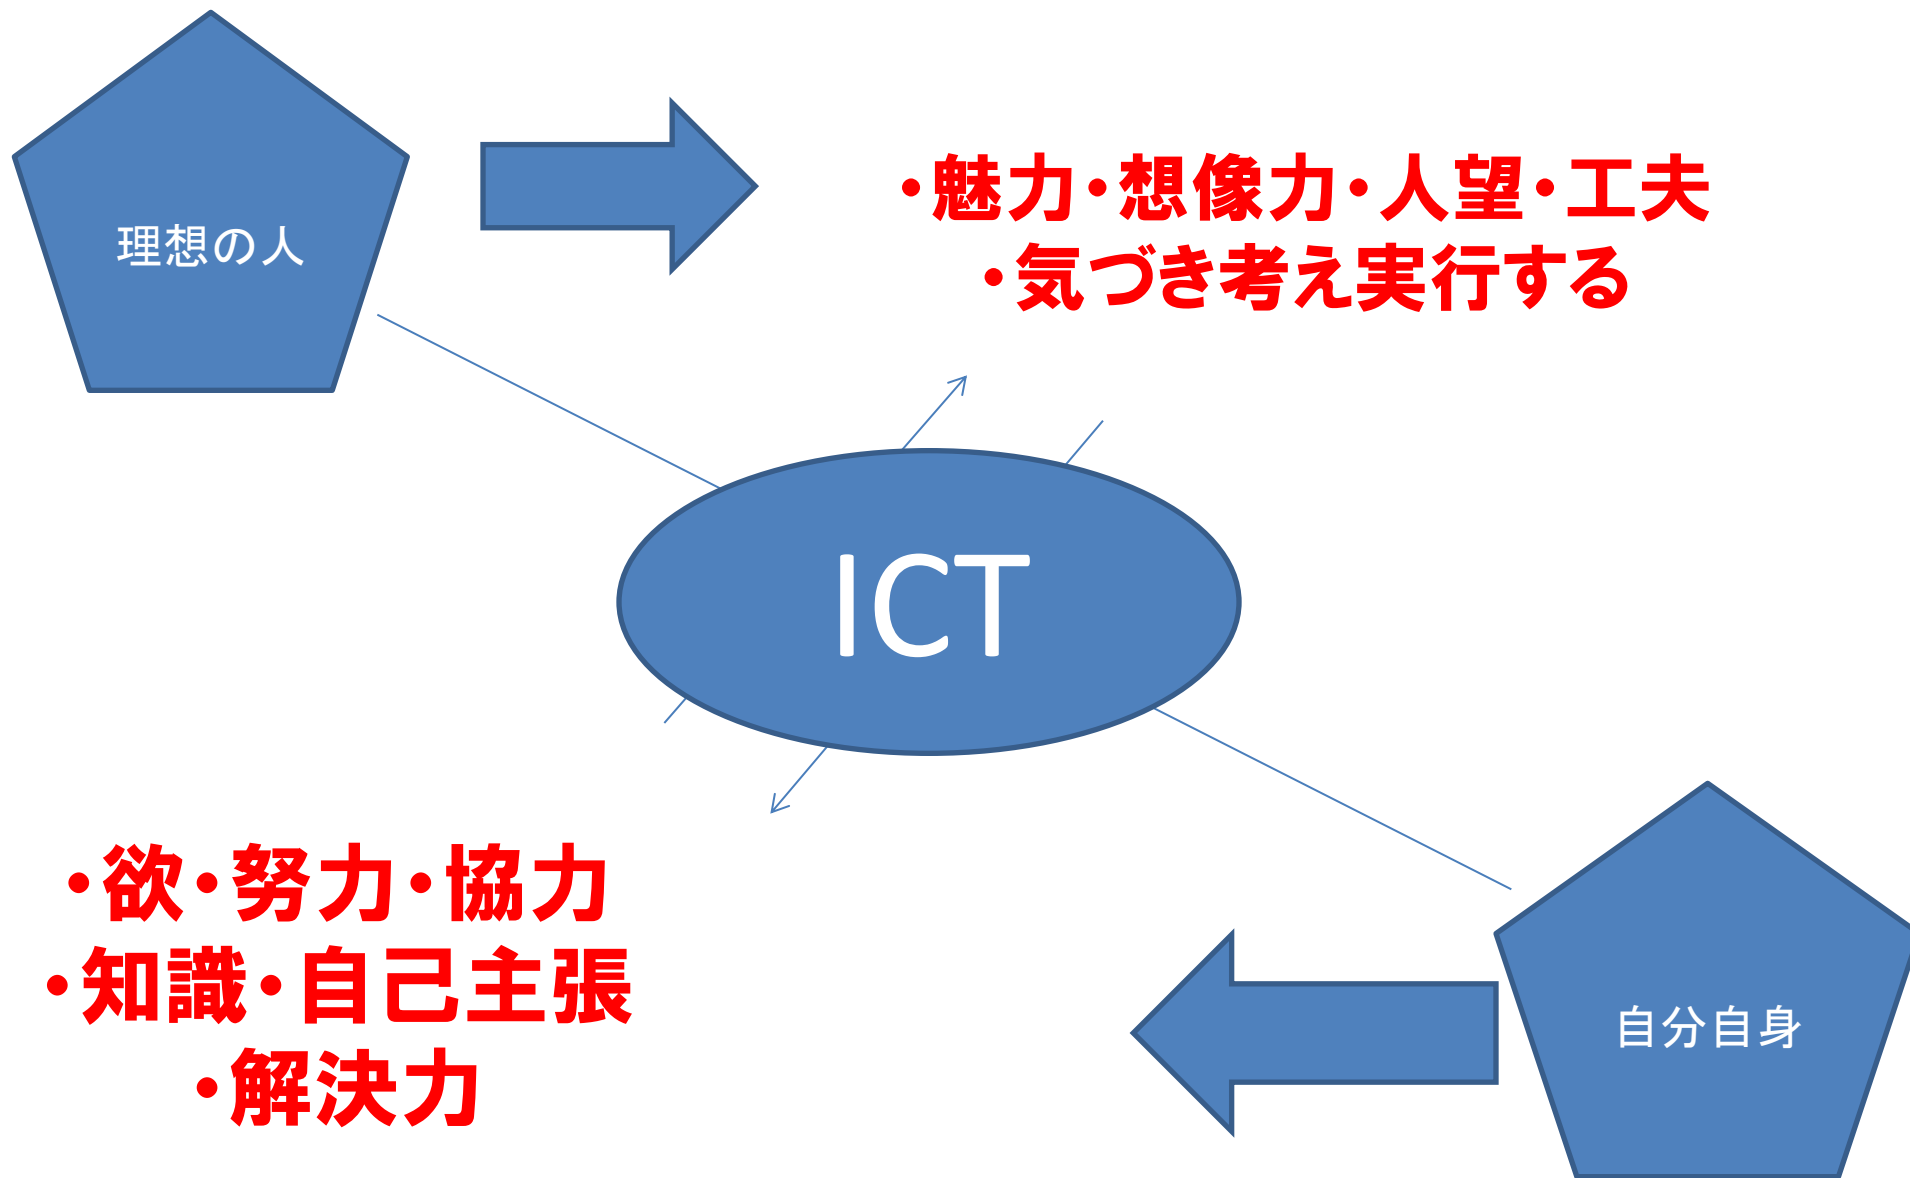 理想の人
・魅力・想像力・人望・工夫
・気づき考え実行する
ICT
・欲・努力・協力
・知識・自己主張
・解決力
自分自身